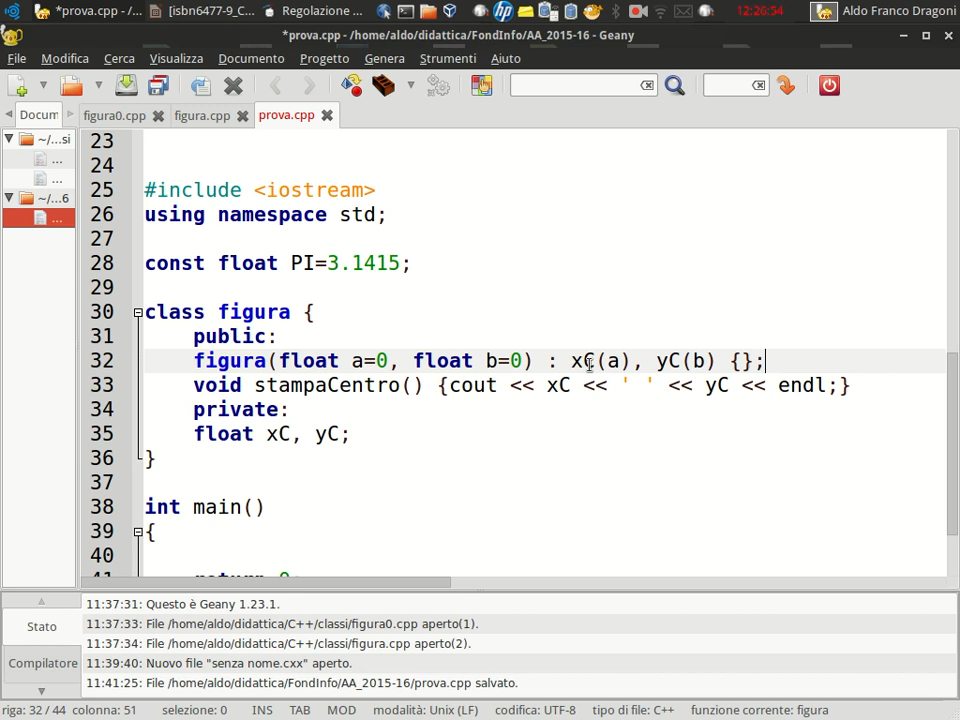 *prova.cpp - /... [isbn6477-9_C... Regolazione ... 12:26:54 Aldo Franco Dragoni
*prova.cpp - /home/aldo/didattica/FondInfo/AA_2015-16 - Geany
File Modifica Cerca Visualizza Documento Progetto Genera Strumenti Aiuto
Docum figura0.cpp figura.cpp prova.cpp
~/...si
...
...
~/...6
...
23
24
25 #include <iostream>
26 using namespace std;
27
28 const float PI=3.1415;
29
30 class figura {
31 public:
32 figura(float a=0, float b=0) : xC(a), yC(b) {};
33 void stampaCentro() {cout << xC << ' ' << yC << endl;}
34 private:
35 float xC, yC;
36 }
37
38 int main()
39 {
40
41 return 0;
Stato
Compilatore
11:37:31: Questo è Geany 1.23.1.
11:37:33: File /home/aldo/didattica/C++/classi/figura0.cpp aperto(1).
11:37:34: File /home/aldo/didattica/C++/classi/figura.cpp aperto(2).
11:39:40: Nuovo file "senza nome.cxx" aperto.
11:41:25: File /home/aldo/didattica/FondInfo/AA_2015-16/prova.cpp salvato.
riga: 32 / 44 colonna: 51 selezione: 0 INS TAB MOD modalità: Unix (LF) codifica: UTF-8 tipo di file: C++ funzione corrente: figura